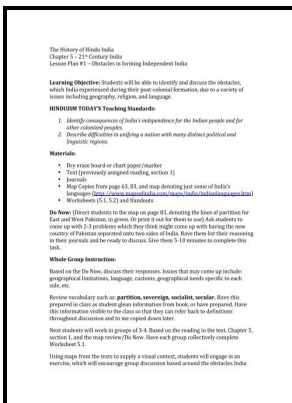 The History of Hindu India
Chapter 5 – 21st Century India
Lesson Plan #1 – Obstacles in forming Independent India
Learning Objective: Students will be able to identify and discuss the obstacles,
which India experienced during their post-colonial formation, due to a variety of
issues including geography, religion, and language.
HINDUISM TODAY'S Teaching Standards:
1. Identify consequences of India's independence for the Indian people and for
other colonized peoples.
2. Describe difficulties in unifying a nation with many distinct political and
linguistic regions.
Materials:
• Dry erase board or chart paper/marker
• Text (previously assigned reading, section 1)
• Journals
• Map Copies from page 63, 83, and map denoting just some of India's
languages (http://www.mapsofindia.com/maps/india/indianlanguages.htm)
• Worksheets (5.1, 5.2) and Handouts
Do Now: (Direct students to the map on page 83, denoting the lines of partition for
East and West Pakistan, in green. Or print it out for them to use) Ask students to
come up with 2-3 problems which they think might come up with having the new
country of Pakistan separated onto two sides of India. Have them list their reasoning
in their journals and be ready to discuss. Give them 5-10 minutes to complete this
task.
Whole Group Instruction:
Based on the Do Now, discuss their responses. Issues that may come up include:
geographical limitations, language, customs, geographical needs specific to each
side, etc.
Review vocabulary such as: partition, sovereign, socialist, secular. Have this
prepared in class as student glean information from book, or have prepared. Have
this information visible to the class so that they can refer back to definitions
throughout discussion and to me copied down later.
Next students will work in groups of 3-4. Based on the reading in the text, Chapter 5,
section 1, and the map review/Do Now. Have each group collectively complete
Worksheet 5.1.
Using maps from the texts to supply a visual context, students will engage in an
exercise, which will encourage group discussion based around the obstacles India